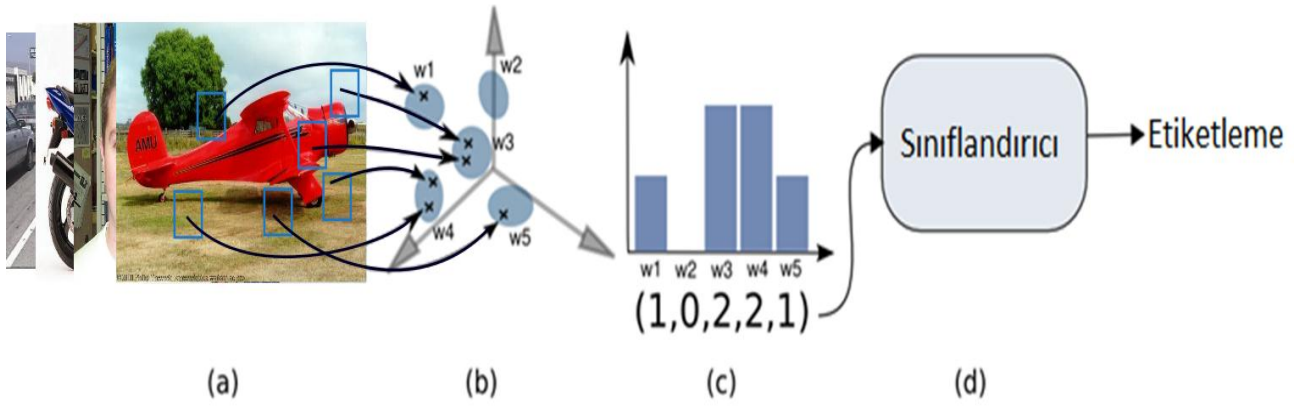 AMU
w1
w2
w3
w4
w5
w1 w2 w3 w4 w5
(1,0,2,2,1)
Sınıflandırıcı
Etiketleme
(a) (b) (c) (d)